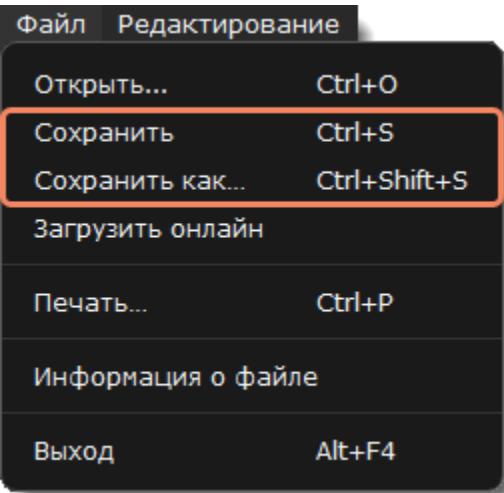 Файл Редактирование
Открыть... Ctrl+O
Сохранить Ctrl+S
Сохранить как... Ctrl+Shift+S
Загрузить онлайн
Печать... Ctrl+P
Информация о файле
Выход Alt+F4